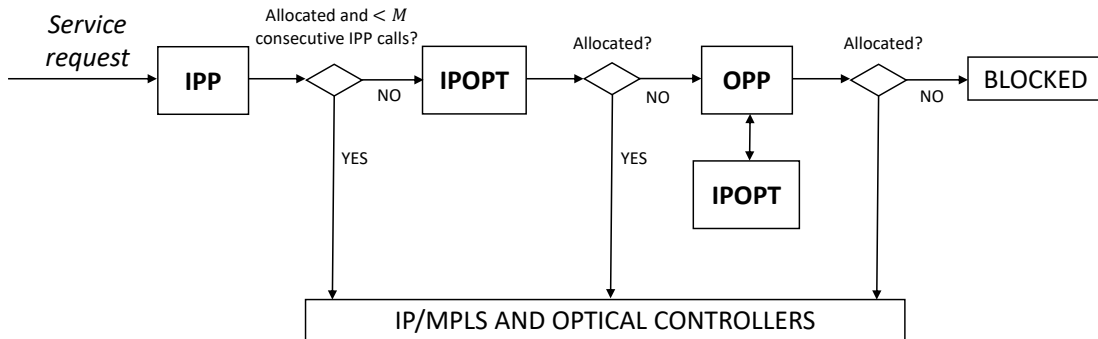 Service
request
Allocated and < M
consecutive IPP calls?
Allocated?
Allocated?
IPP
IPOPT
OPP
BLOCKED
NO
NO
NO
YES
YES
IPOPT
IP/MPLS AND OPTICAL CONTROLLERS